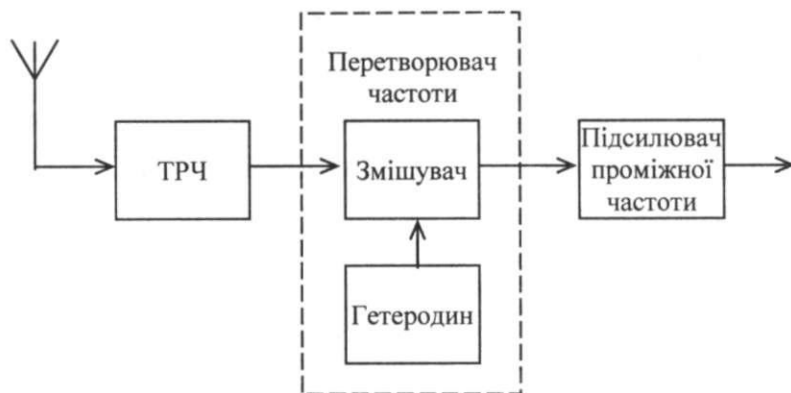 Перетворювач
частоти
ТРЧ
Змішувач
Підсилювач
проміжної
частоти
Гетеродин